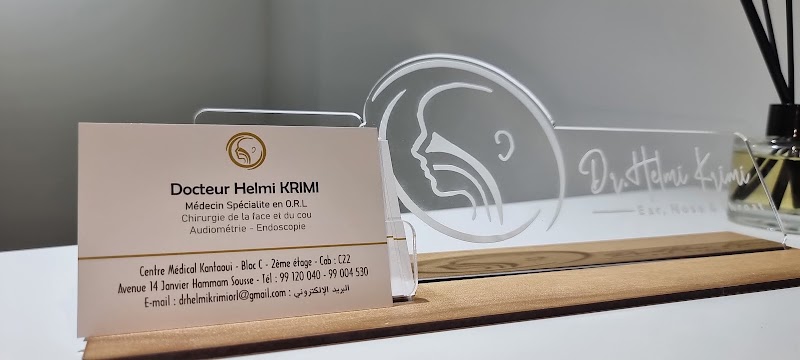 Docteur Helmi KRIMI
Médecin Spécialite en O.R.L
Chirurgie de la face et du cou
Audiométrie - Endoscopie
Centre Médical Kantaoui - Bloc C - 2ème étage - Cab : C22
Avenue 14 Janvier Hammam Sousse - Tél : 99 120 040 - 99 004 530
E-mail : drhelmikrimiorl@gmail.com : البريد الإلكتروني
Dr. Helmi Krimi
Ear, Nose &